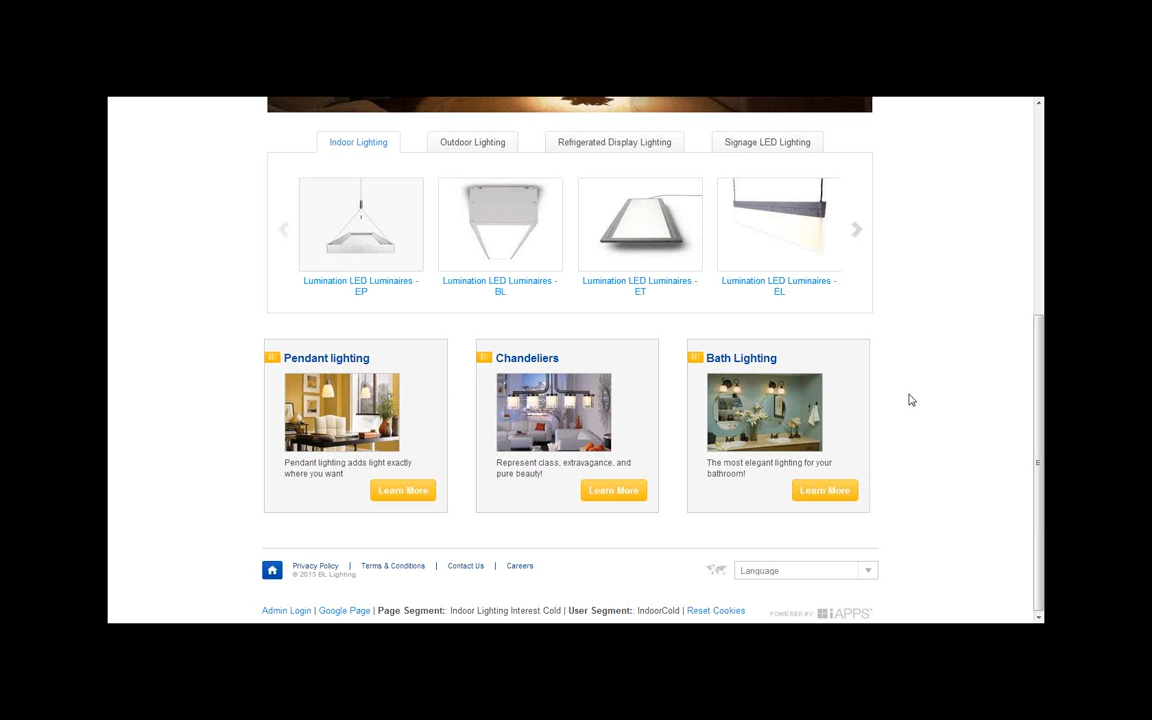 Indoor Lighting
Outdoor Lighting
Refrigerated Display Lighting
Signage LED Lighting
Lumination LED Luminaires -
EP
Lumination LED Luminaires -
BL
Lumination LED Luminaires -
ET
Lumination LED Luminaires -
EL
Pendant lighting
Pendant lighting adds light exactly
where you want
Learn More
Chandeliers
Represent class, extravagance, and
pure beauty!
Learn More
Bath Lighting
The most elegant lighting for your
bathroom!
Learn More
Privacy Policy | Terms & Conditions | Contact Us | Careers
© 2013 BL Lighting
Language
Admin Login | Google Page | Page Segment:: Indoor Lighting Interest Cold | User Segment:: IndoorCold | Reset Cookies
POWERED BY: iAPPS